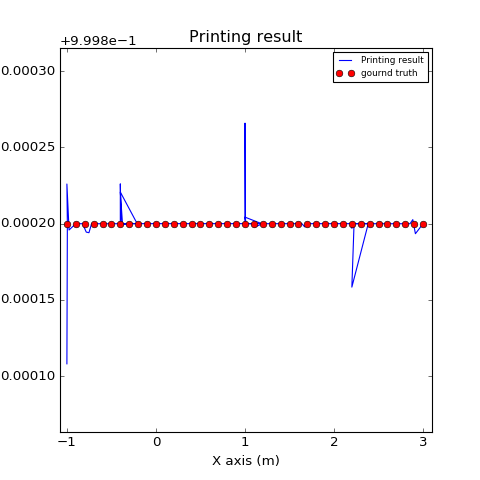 Printing result
+9.998e−1
Printing result
gournd truth
0.00030
0.00025
0.00020
0.00015
0.00010
−1 0 1 2 3
X axis (m)